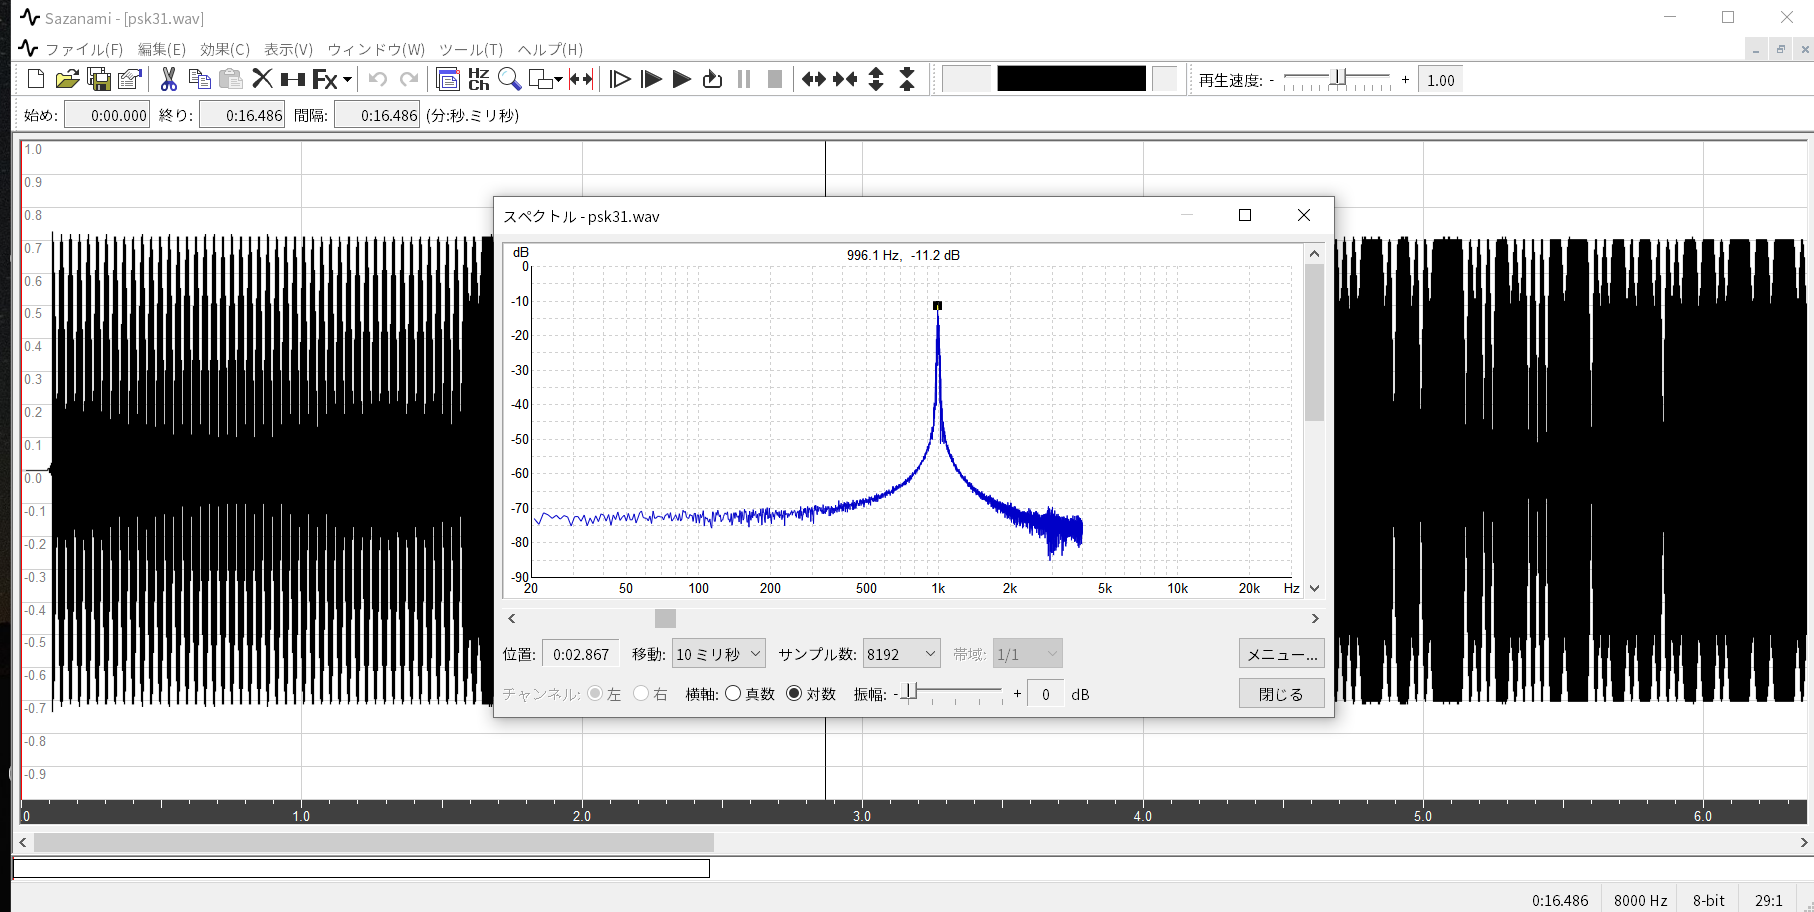 Sazanami - [psk31.wav]
ファイル(F) 編集(E) 効果(C) 表示(V) ウィンドウ(W) ツール(T) ヘルプ(H)
Fx Hz Ch 再生速度: - + 1.00
始め: 0:00.000 終り: 0:16.486 間隔: 0:16.486 (分:秒.ミリ秒)
1.0
0.9
0.8
0.7
0.6
0.5
0.4
0.3
0.2
0.1
0.0
-0.1
-0.2
-0.3
-0.4
-0.5
-0.6
-0.7
-0.8
-0.9
0 1.0 2.0 3.0 4.0 5.0 6.0
スペクトル - psk31.wav
dB 996.1 Hz, -11.2 dB
0
-10
-20
-30
-40
-50
-60
-70
-80
-90
20 50 100 200 500 1k 2k 5k 10k 20k Hz
位置: 0:02.867 移動: 10 ミリ秒 サンプル数: 8192 帯域: 1/1 メニュー...
チャンネル: 左 右 横軸: 真数 対数 振幅: - + 0 dB 閉じる
0:16.486 8000 Hz 8-bit 29:1